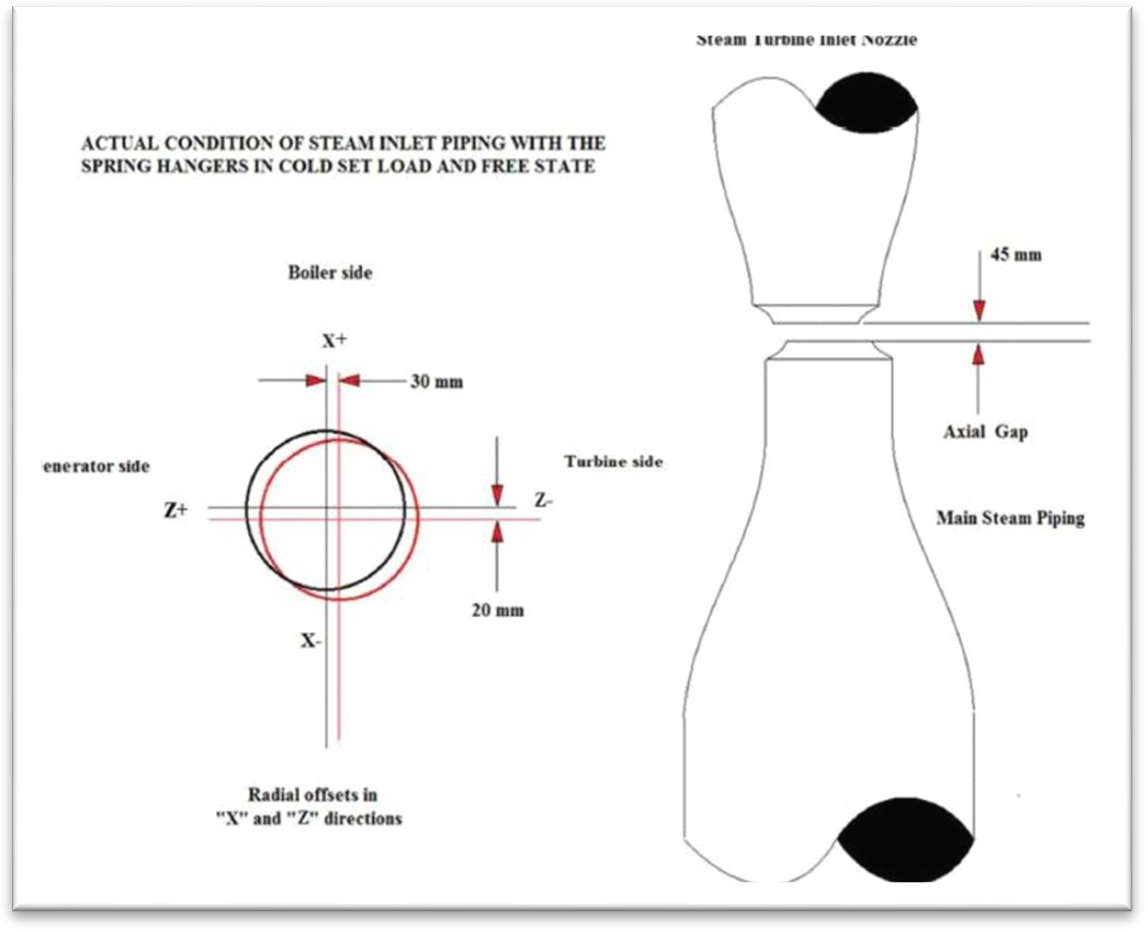 Steam Turbine Inlet Nozzle
ACTUAL CONDITION OF STEAM INLET PIPING WITH THE
SPRING HANGERS IN COLD SET LOAD AND FREE STATE
45 mm
Boiler side
X+
30 mm
Axial Gap
enerator side
Turbine side
Z+
Z-
Main Steam Piping
20 mm
X-
Radial offsets in
"X" and "Z" directions